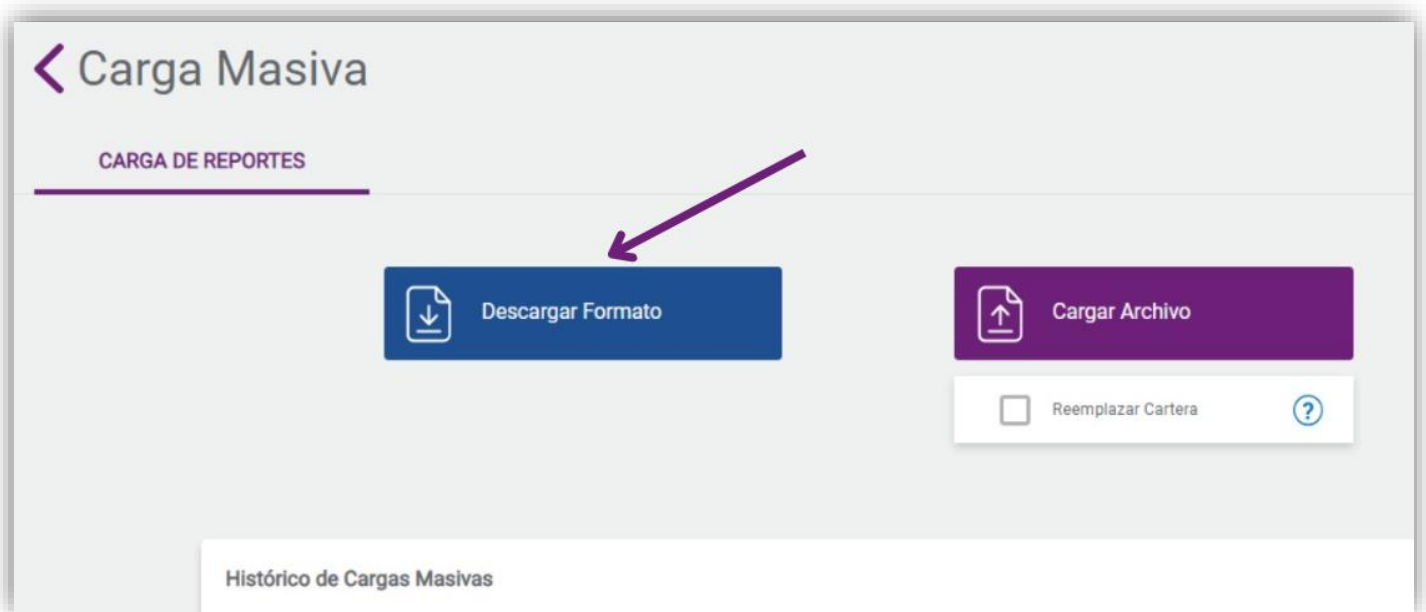 Carga Masiva
CARGA DE REPORTES
Descargar Formato
Cargar Archivo
Reemplazar Cartera
?
Histórico de Cargas Masivas